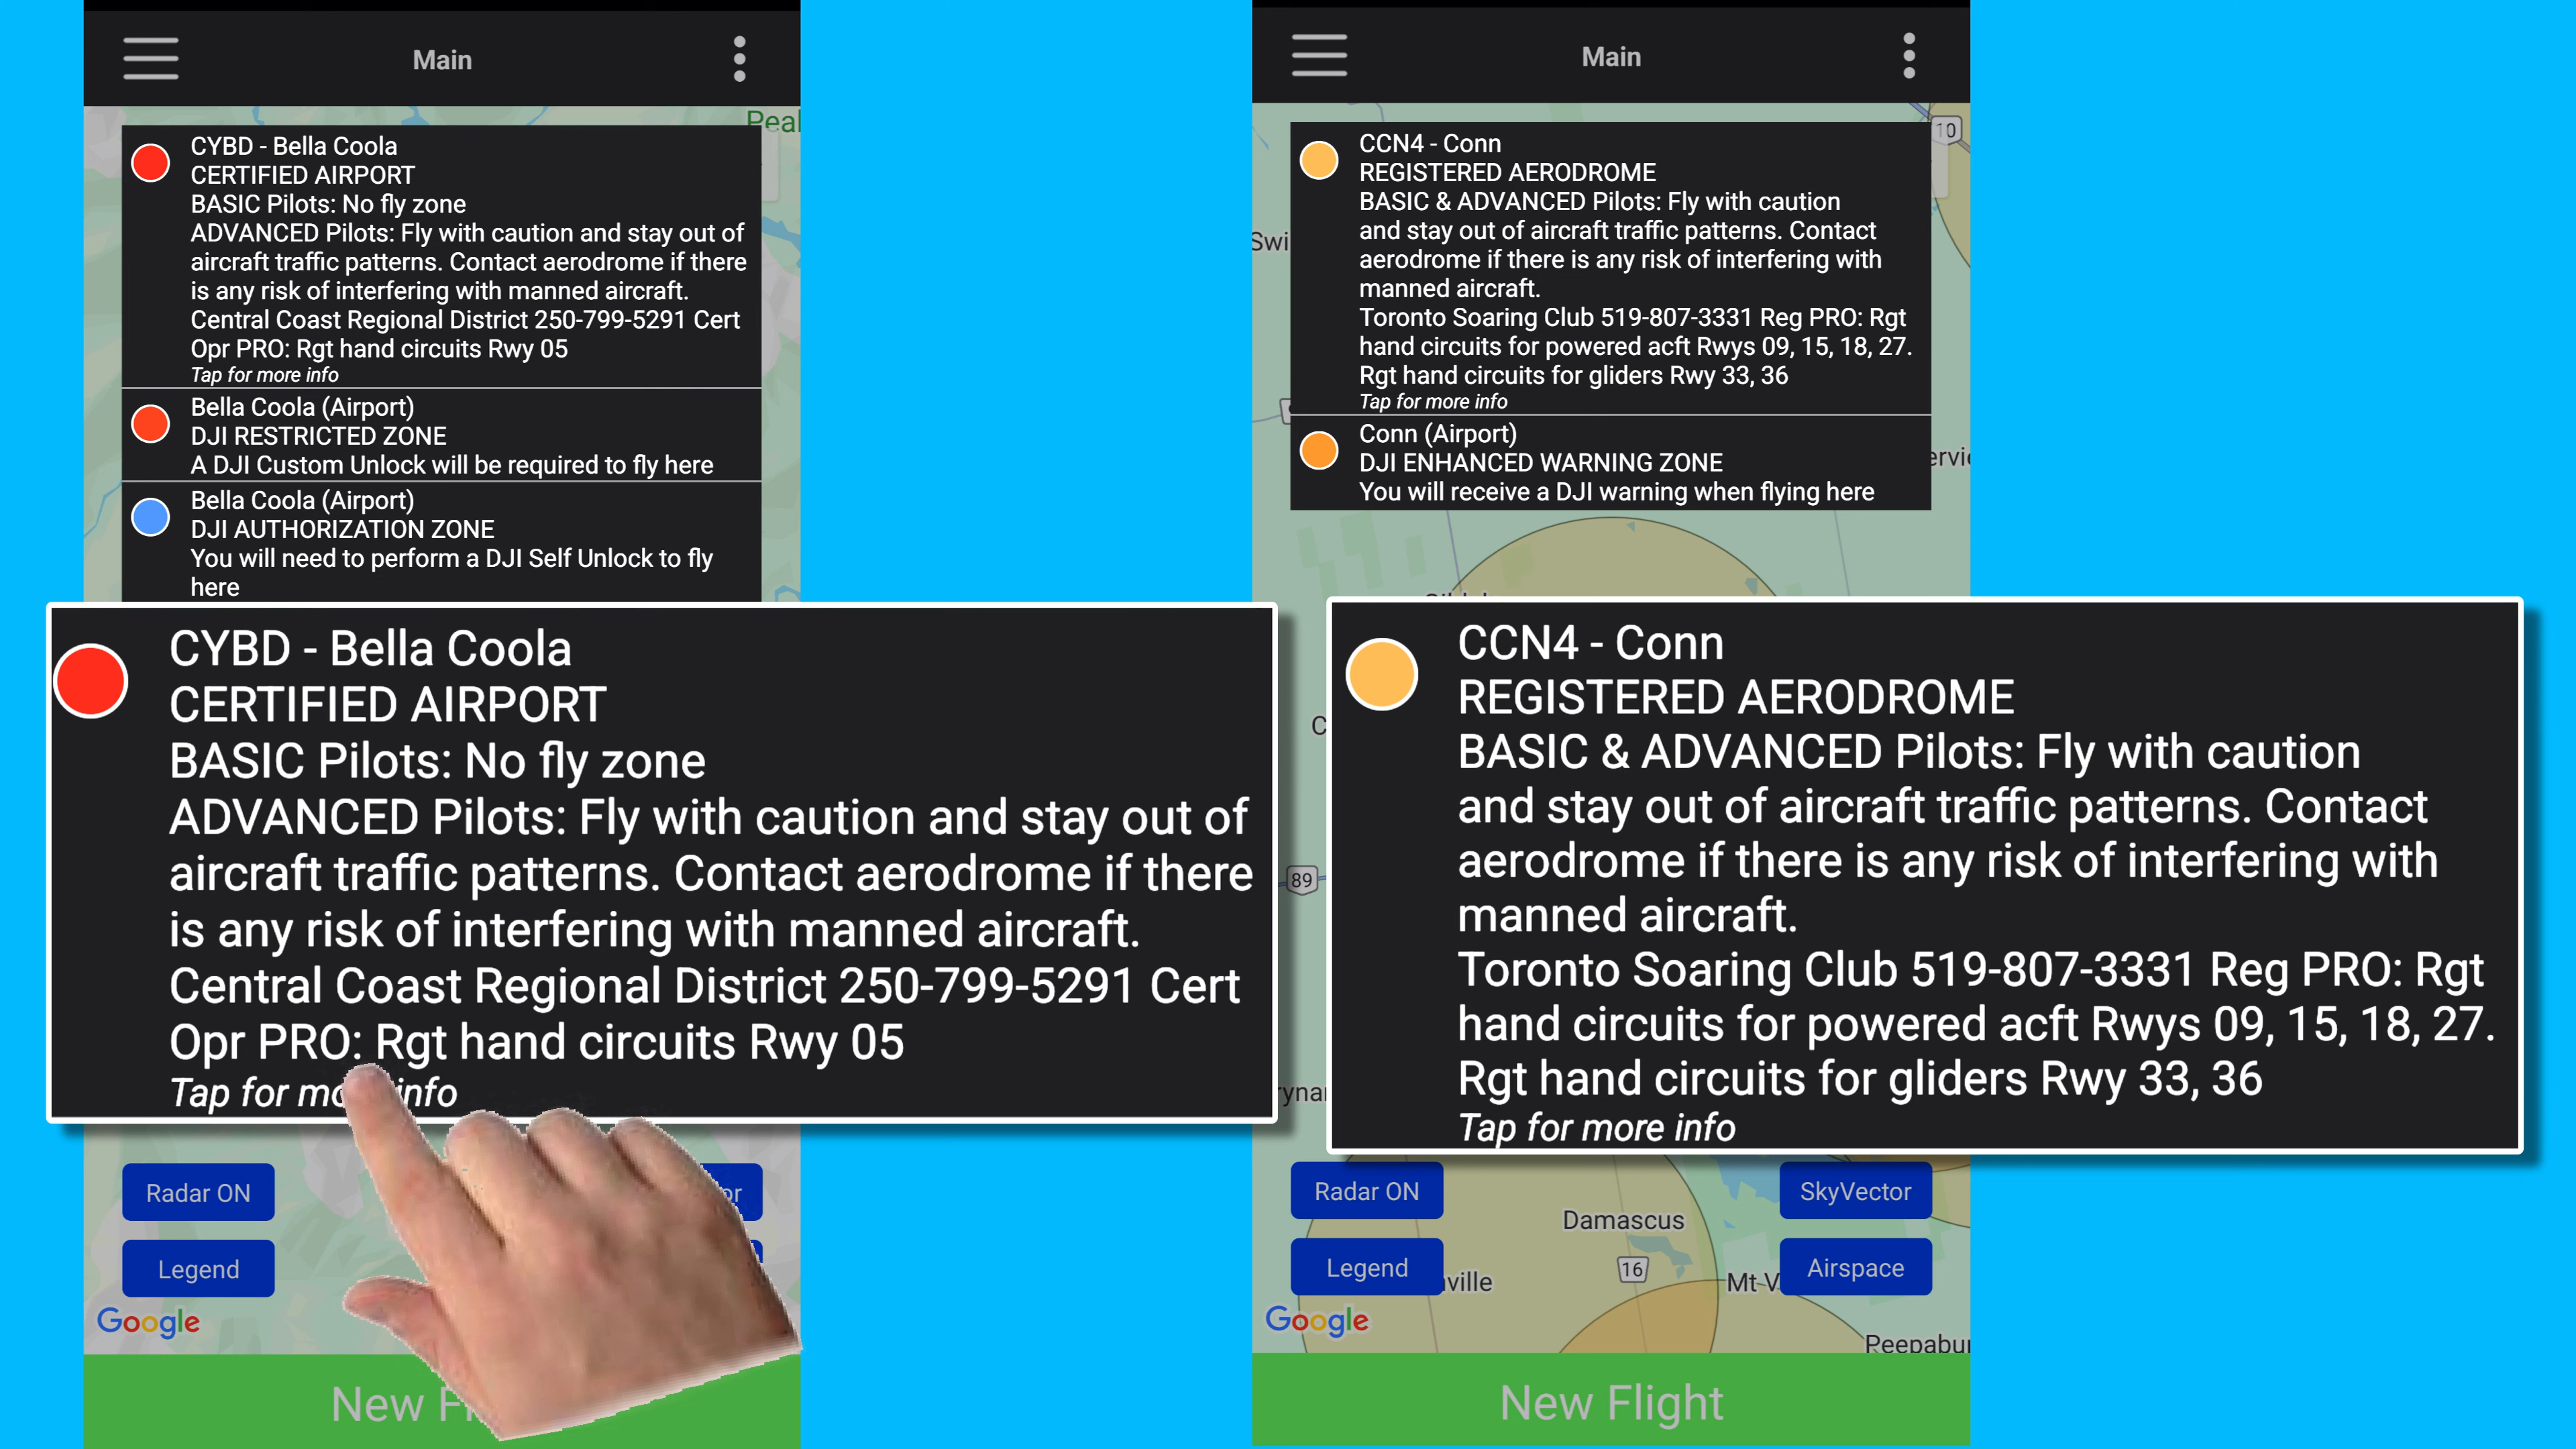 Main
Peal
CYBD - Bella Coola
CERTIFIED AIRPORT
BASIC Pilots: No fly zone
ADVANCED Pilots: Fly with caution and stay out of
aircraft traffic patterns. Contact aerodrome if there
is any risk of interfering with manned aircraft.
Central Coast Regional District 250-799-5291 Cert
Opr PRO: Rgt hand circuits Rwy 05
Tap for more info
Bella Coola (Airport)
DJI RESTRICTED ZONE
A DJI Custom Unlock will be required to fly here
Bella Coola (Airport)
DJI AUTHORIZATION ZONE
You will need to perform a DJI Self Unlock to fly
here
CYBD - Bella Coola
CERTIFIED AIRPORT
BASIC Pilots: No fly zone
ADVANCED Pilots: Fly with caution and stay out of
aircraft traffic patterns. Contact aerodrome if there
is any risk of interfering with manned aircraft.
Central Coast Regional District 250-799-5291 Cert
Opr PRO: Rgt hand circuits Rwy 05
Tap for info
Radar ON
Legend
Google
New
Main
10
Swi
CCN4 - Conn
REGISTERED AERODROME
BASIC & ADVANCED Pilots: Fly with caution
and stay out of aircraft traffic patterns. Contact
aerodrome if there is any risk of interfering with
manned aircraft.
Toronto Soaring Club 519-807-3331 Reg PRO: Rgt
hand circuits for powered acft Rwys 09, 15, 18, 27.
Rgt hand circuits for gliders Rwy 33, 36
Tap for more info
Conn (Airport)
DJI ENHANCED WARNING ZONE
You will receive a DJI warning when flying here
CCN4 - Conn
REGISTERED AERODROME
BASIC & ADVANCED Pilots: Fly with caution
and stay out of aircraft traffic patterns. Contact
aerodrome if there is any risk of interfering with
manned aircraft.
Toronto Soaring Club 519-807-3331 Reg PRO: Rgt
hand circuits for powered acft Rwys 09, 15, 18, 27.
Rgt hand circuits for gliders Rwy 33, 36
Tap for more info
89
Radar ON
SkyVector
Damascus
Legend
ville
16
Mt V
Airspace
Google
Reepabu
New Flight